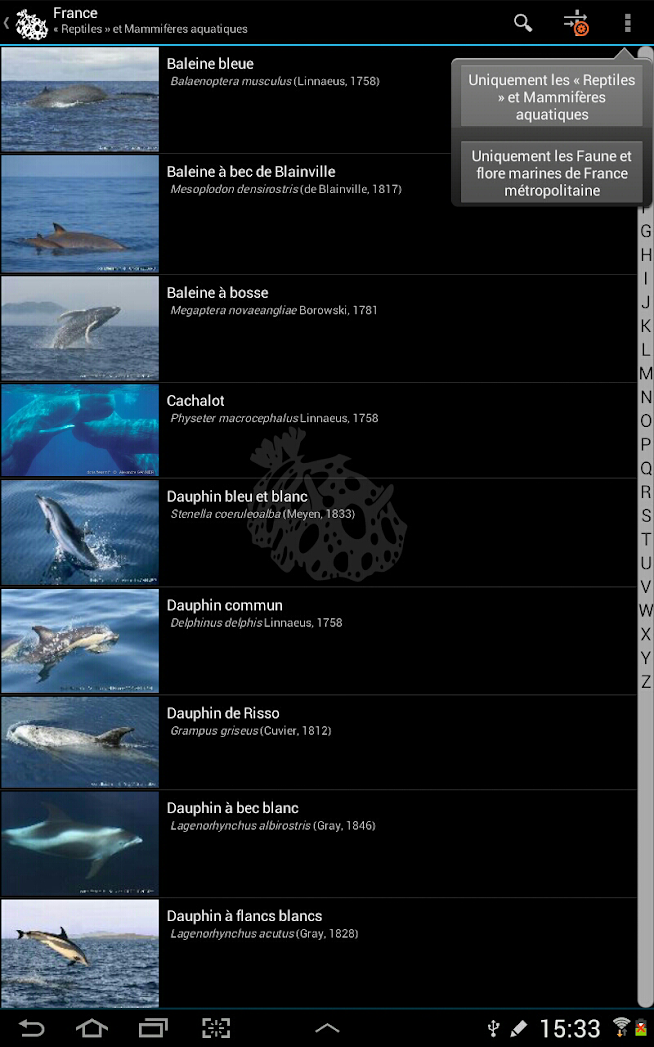 France
« Reptiles » et Mammifères aquatiques
Uniquement les « Reptiles
» et Mammifères
aquatiques
Uniquement les Faune et
flore marines de France
métropolitaine
Baleine bleue
Balaenoptera musculus (Linnaeus, 1758)
Baleine à bec de Blainville
Mesoplodon densirostris (de Blainville, 1817)
Baleine à bosse
Megaptera novaeangliae Borowski, 1781
Cachalot
Physeter macrocephalus Linnaeus, 1758
Dauphin bleu et blanc
Stenella coeruleoalba (Meyen, 1833)
Dauphin commun
Delphinus delphis Linnaeus, 1758
Dauphin de Risso
Grampus griseus (Cuvier, 1812)
Dauphin à bec blanc
Lagenorhynchus albirostris (Gray, 1846)
Dauphin à flancs blancs
Lagenorhynchus acutus (Gray, 1828)
G
H
I
J
K
L
M
N
O
P
Q
R
S
T
U
V
W
X
Y
Z
15:33